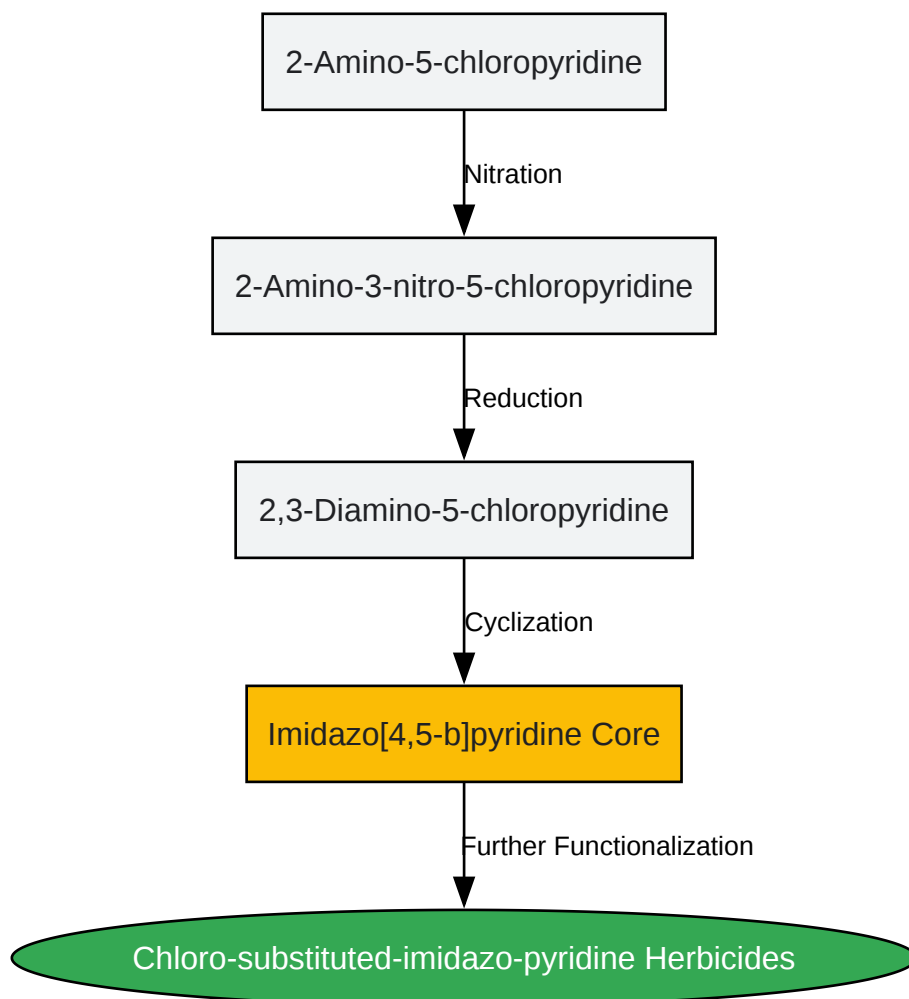 2-Amino-5-chloropyridine
Nitration
2-Amino-3-nitro-5-chloropyridine
Reduction
2,3-Diamino-5-chloropyridine
Cyclization
Imidazo[4,5-b]pyridine Core
Further Functionalization
Chloro-substituted-imidazo-pyridine Herbicides